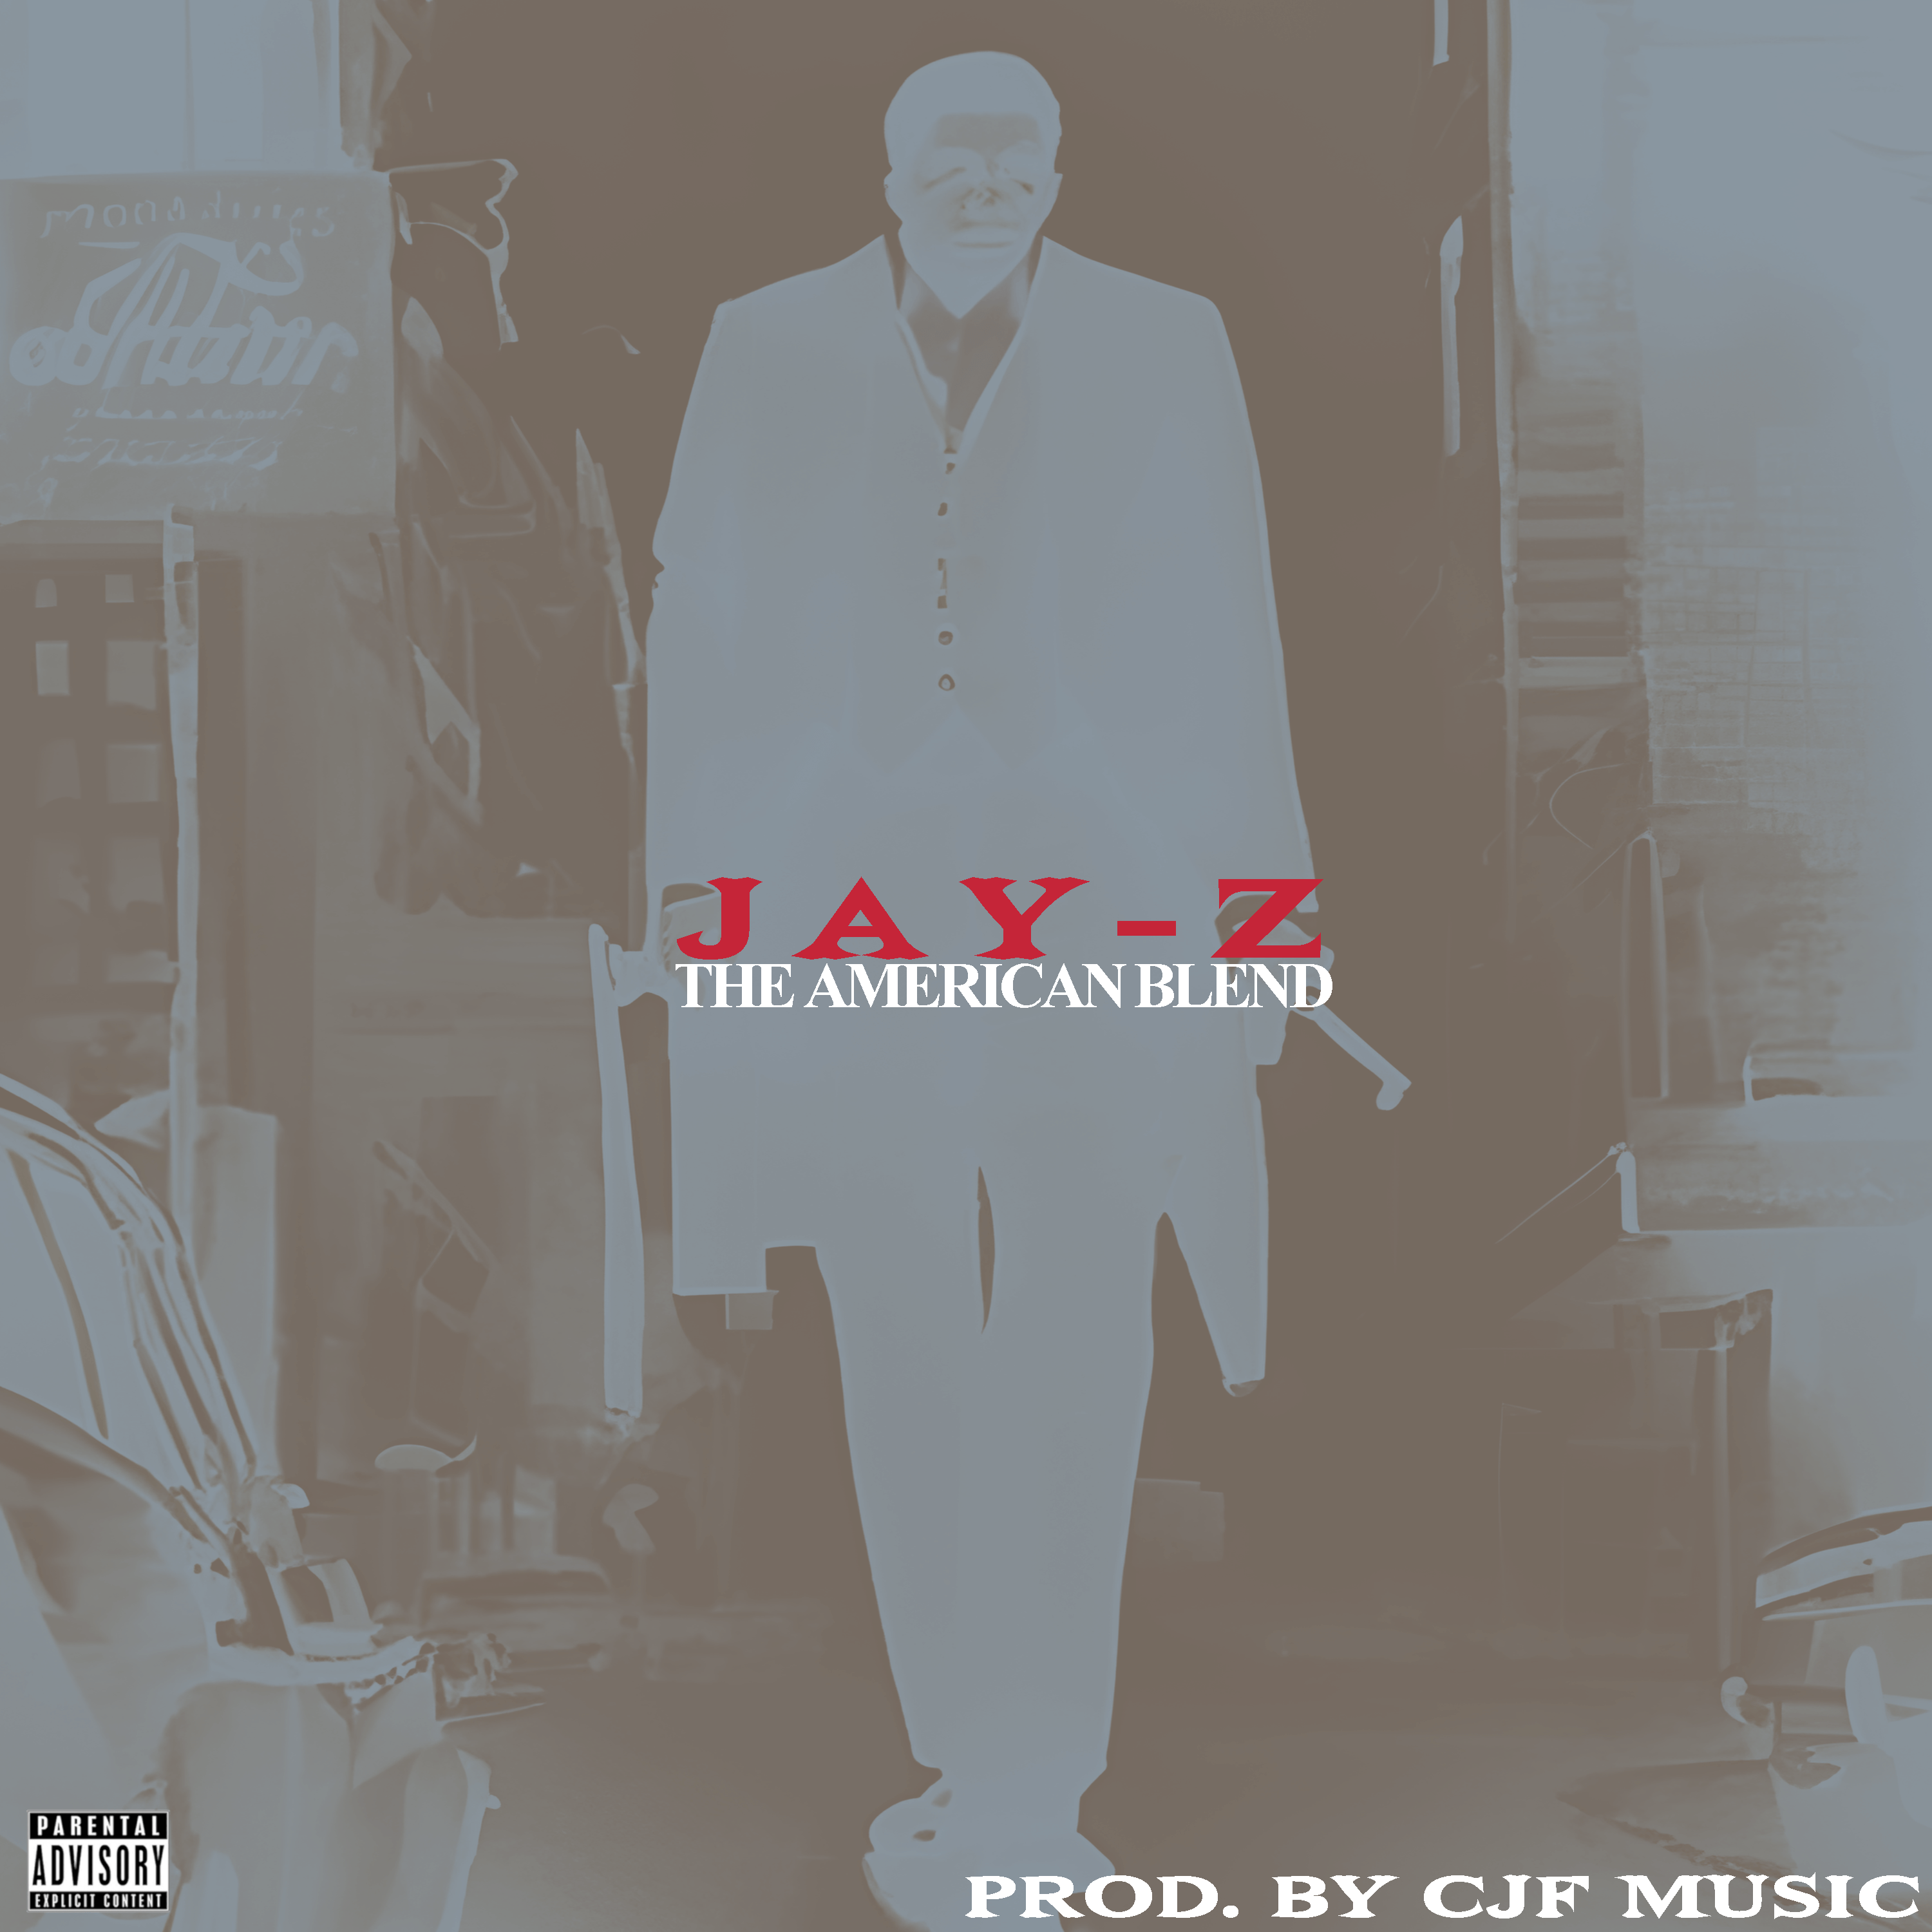 JAY-Z
THE AMERICAN BLEND
PARENTAL
ADVISORY
EXPLICIT CONTENT
PROD. BY CJF MUSIC